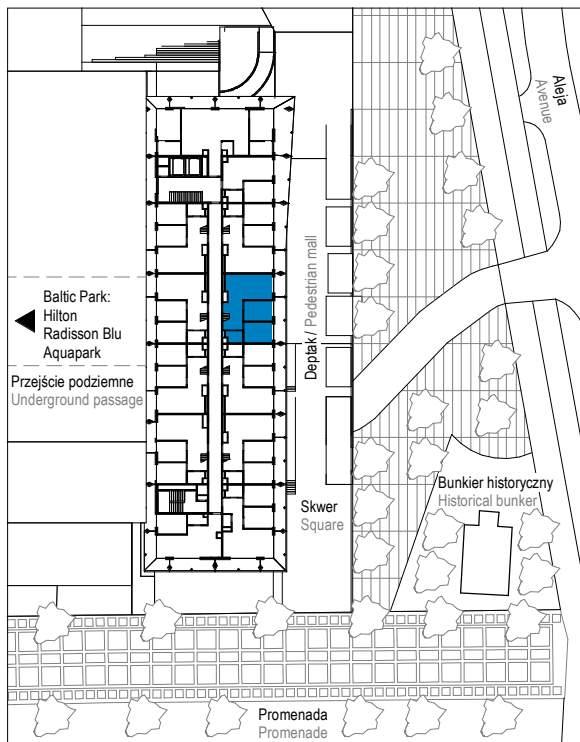 Aleja
Avenue
Baltic Park:
Hilton
Radisson Blu
Aquapark
Deptak / Pedestrian mall
Przejście podziemne
Underground passage
Bunkier historyczny
Historical bunker
Skwer
Square
Promenada
Promenade